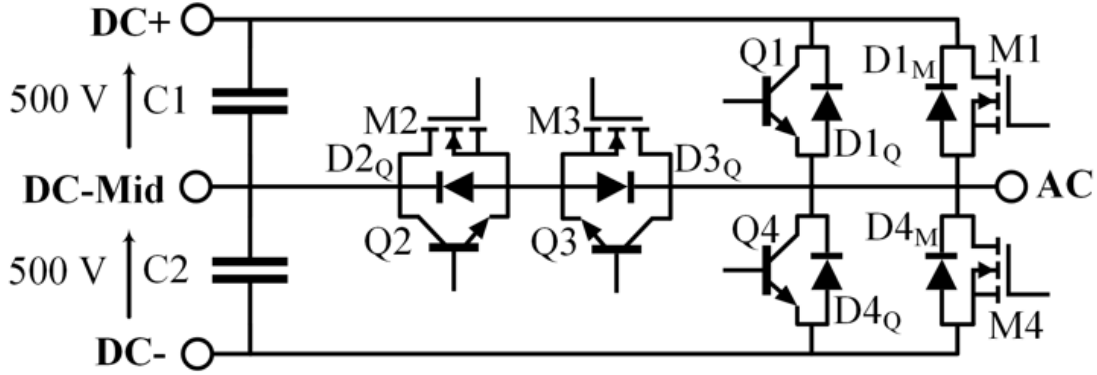 DC+
500 V
C1
M2
M3
Q1
D1M
M1
D2Q
D3Q
D1Q
DC-Mid
AC
Q2
Q3
Q4
D4M
500 V
C2
D4Q
M4
DC-